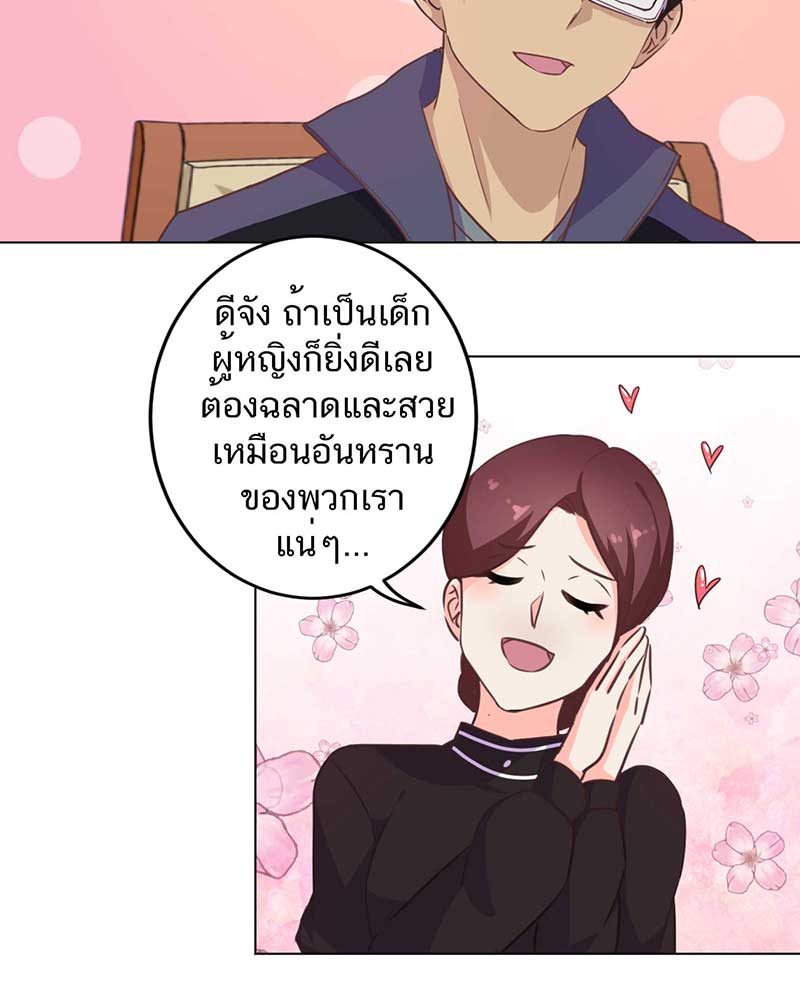 ดีจัง ถ้าเป็นเด็ก
ผู้หญิงก็ยิ่งดีเลย
ต้องฉลาดและสวย
เหมือนอันหราน
ของพวกเรา
แน่ๆ...